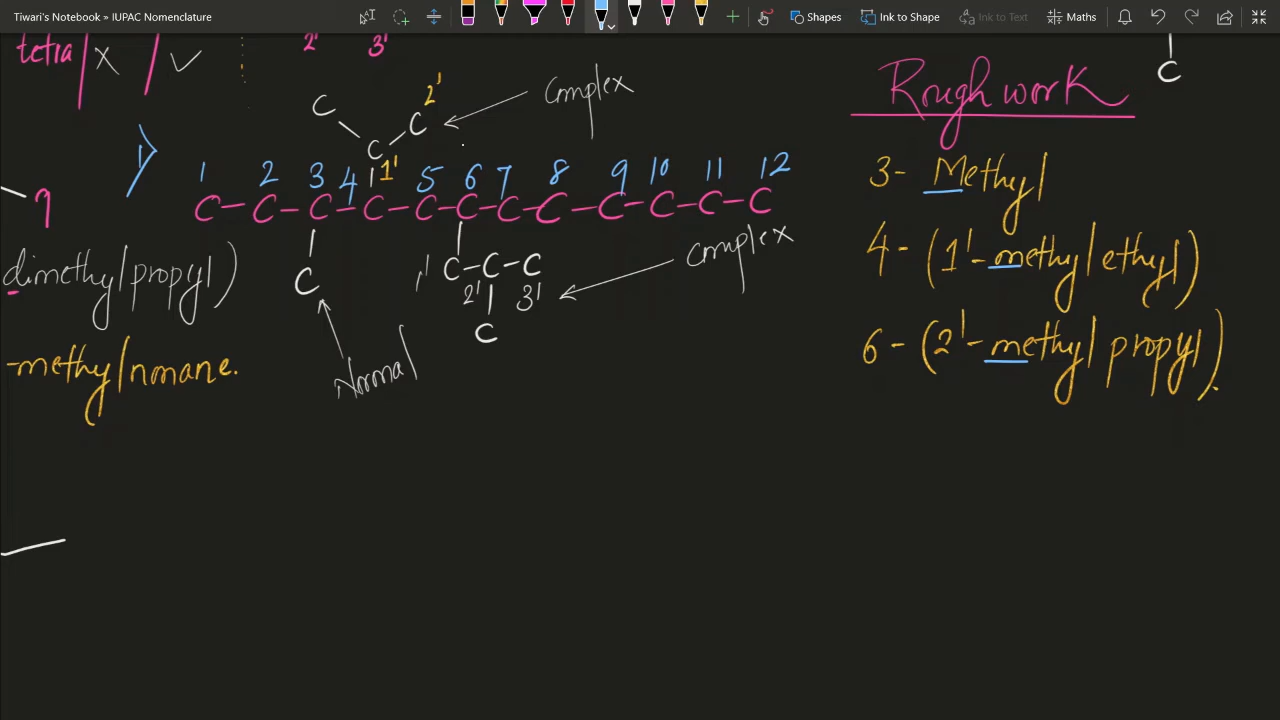 Tiwari's Notebook » IUPAC Nomenclature
Shapes Ink to Shape Ink to Text Maths
tetra/X / ✓
2' 3'
C
Rough work
C C 2' Complex
C 1'
1 2 3 4 5 6 7 8 9 10 11 12
C-C-C-C-C-C-C-C-C-C-C-C
3- Methyl
4-(1'-methylethyl)
6-(2'-methylpropyl).
dimethylpropyl)
-methylnonane.
C
1' C-C-C
2' 3'
C
Complex
Normal